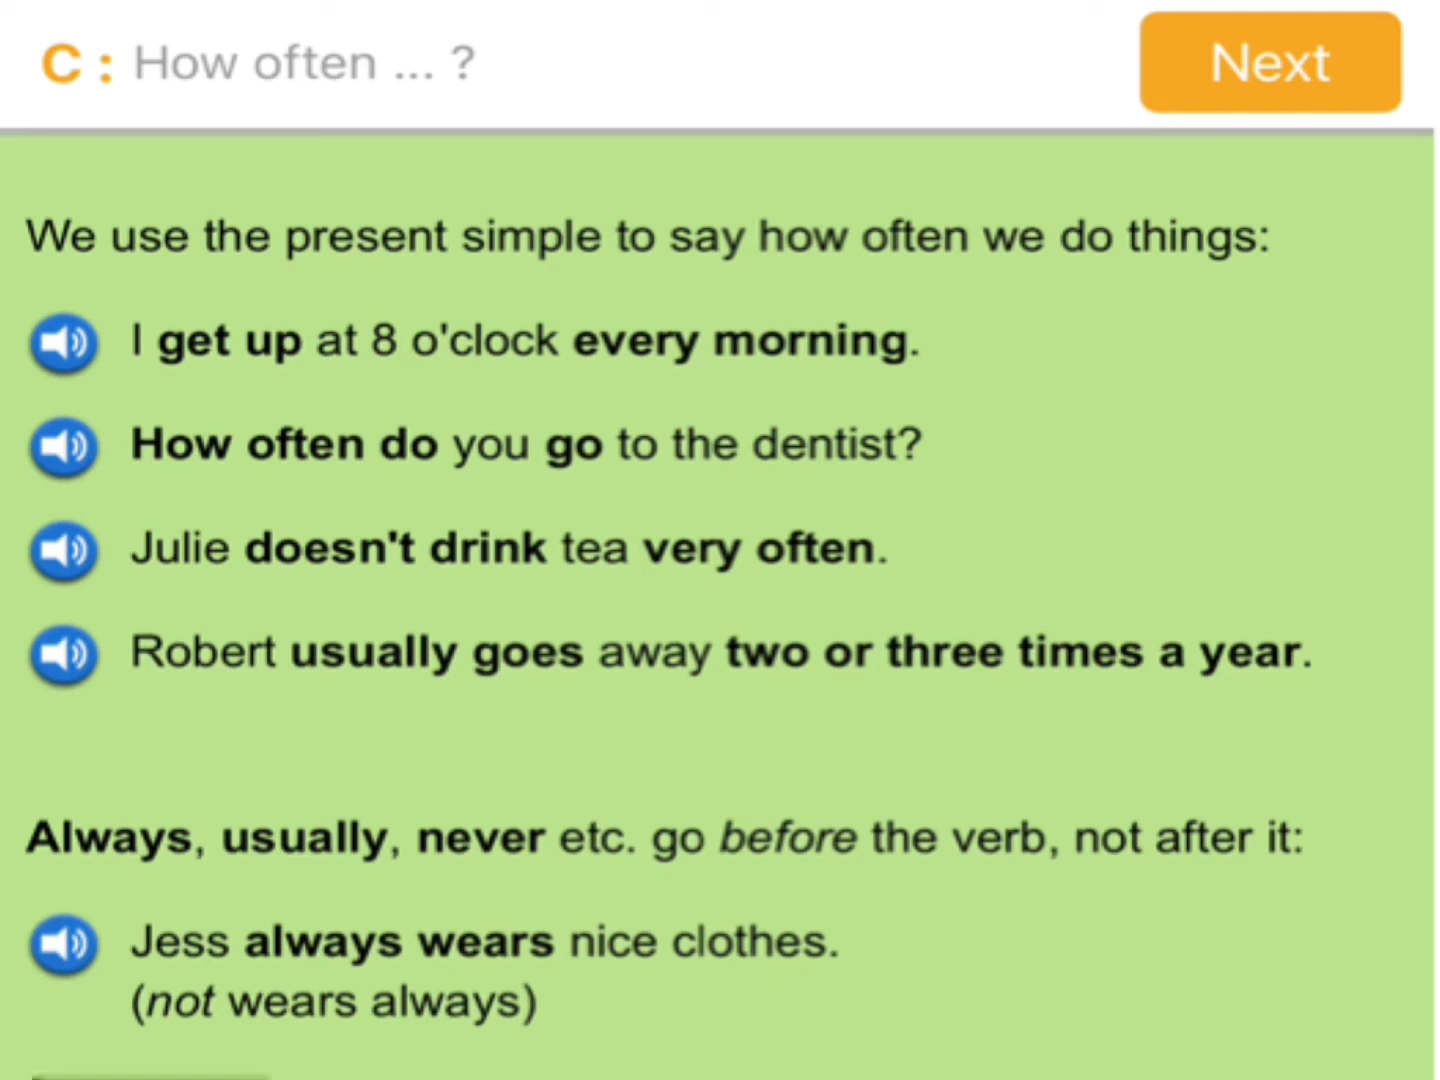 C : How often ... ?
Next
We use the present simple to say how often we do things:
I get up at 8 o'clock every morning.
How often do you go to the dentist?
Julie doesn't drink tea very often.
Robert usually goes away two or three times a year.
Always, usually, never etc. go before the verb, not after it:
Jess always wears nice clothes.
(not wears always)